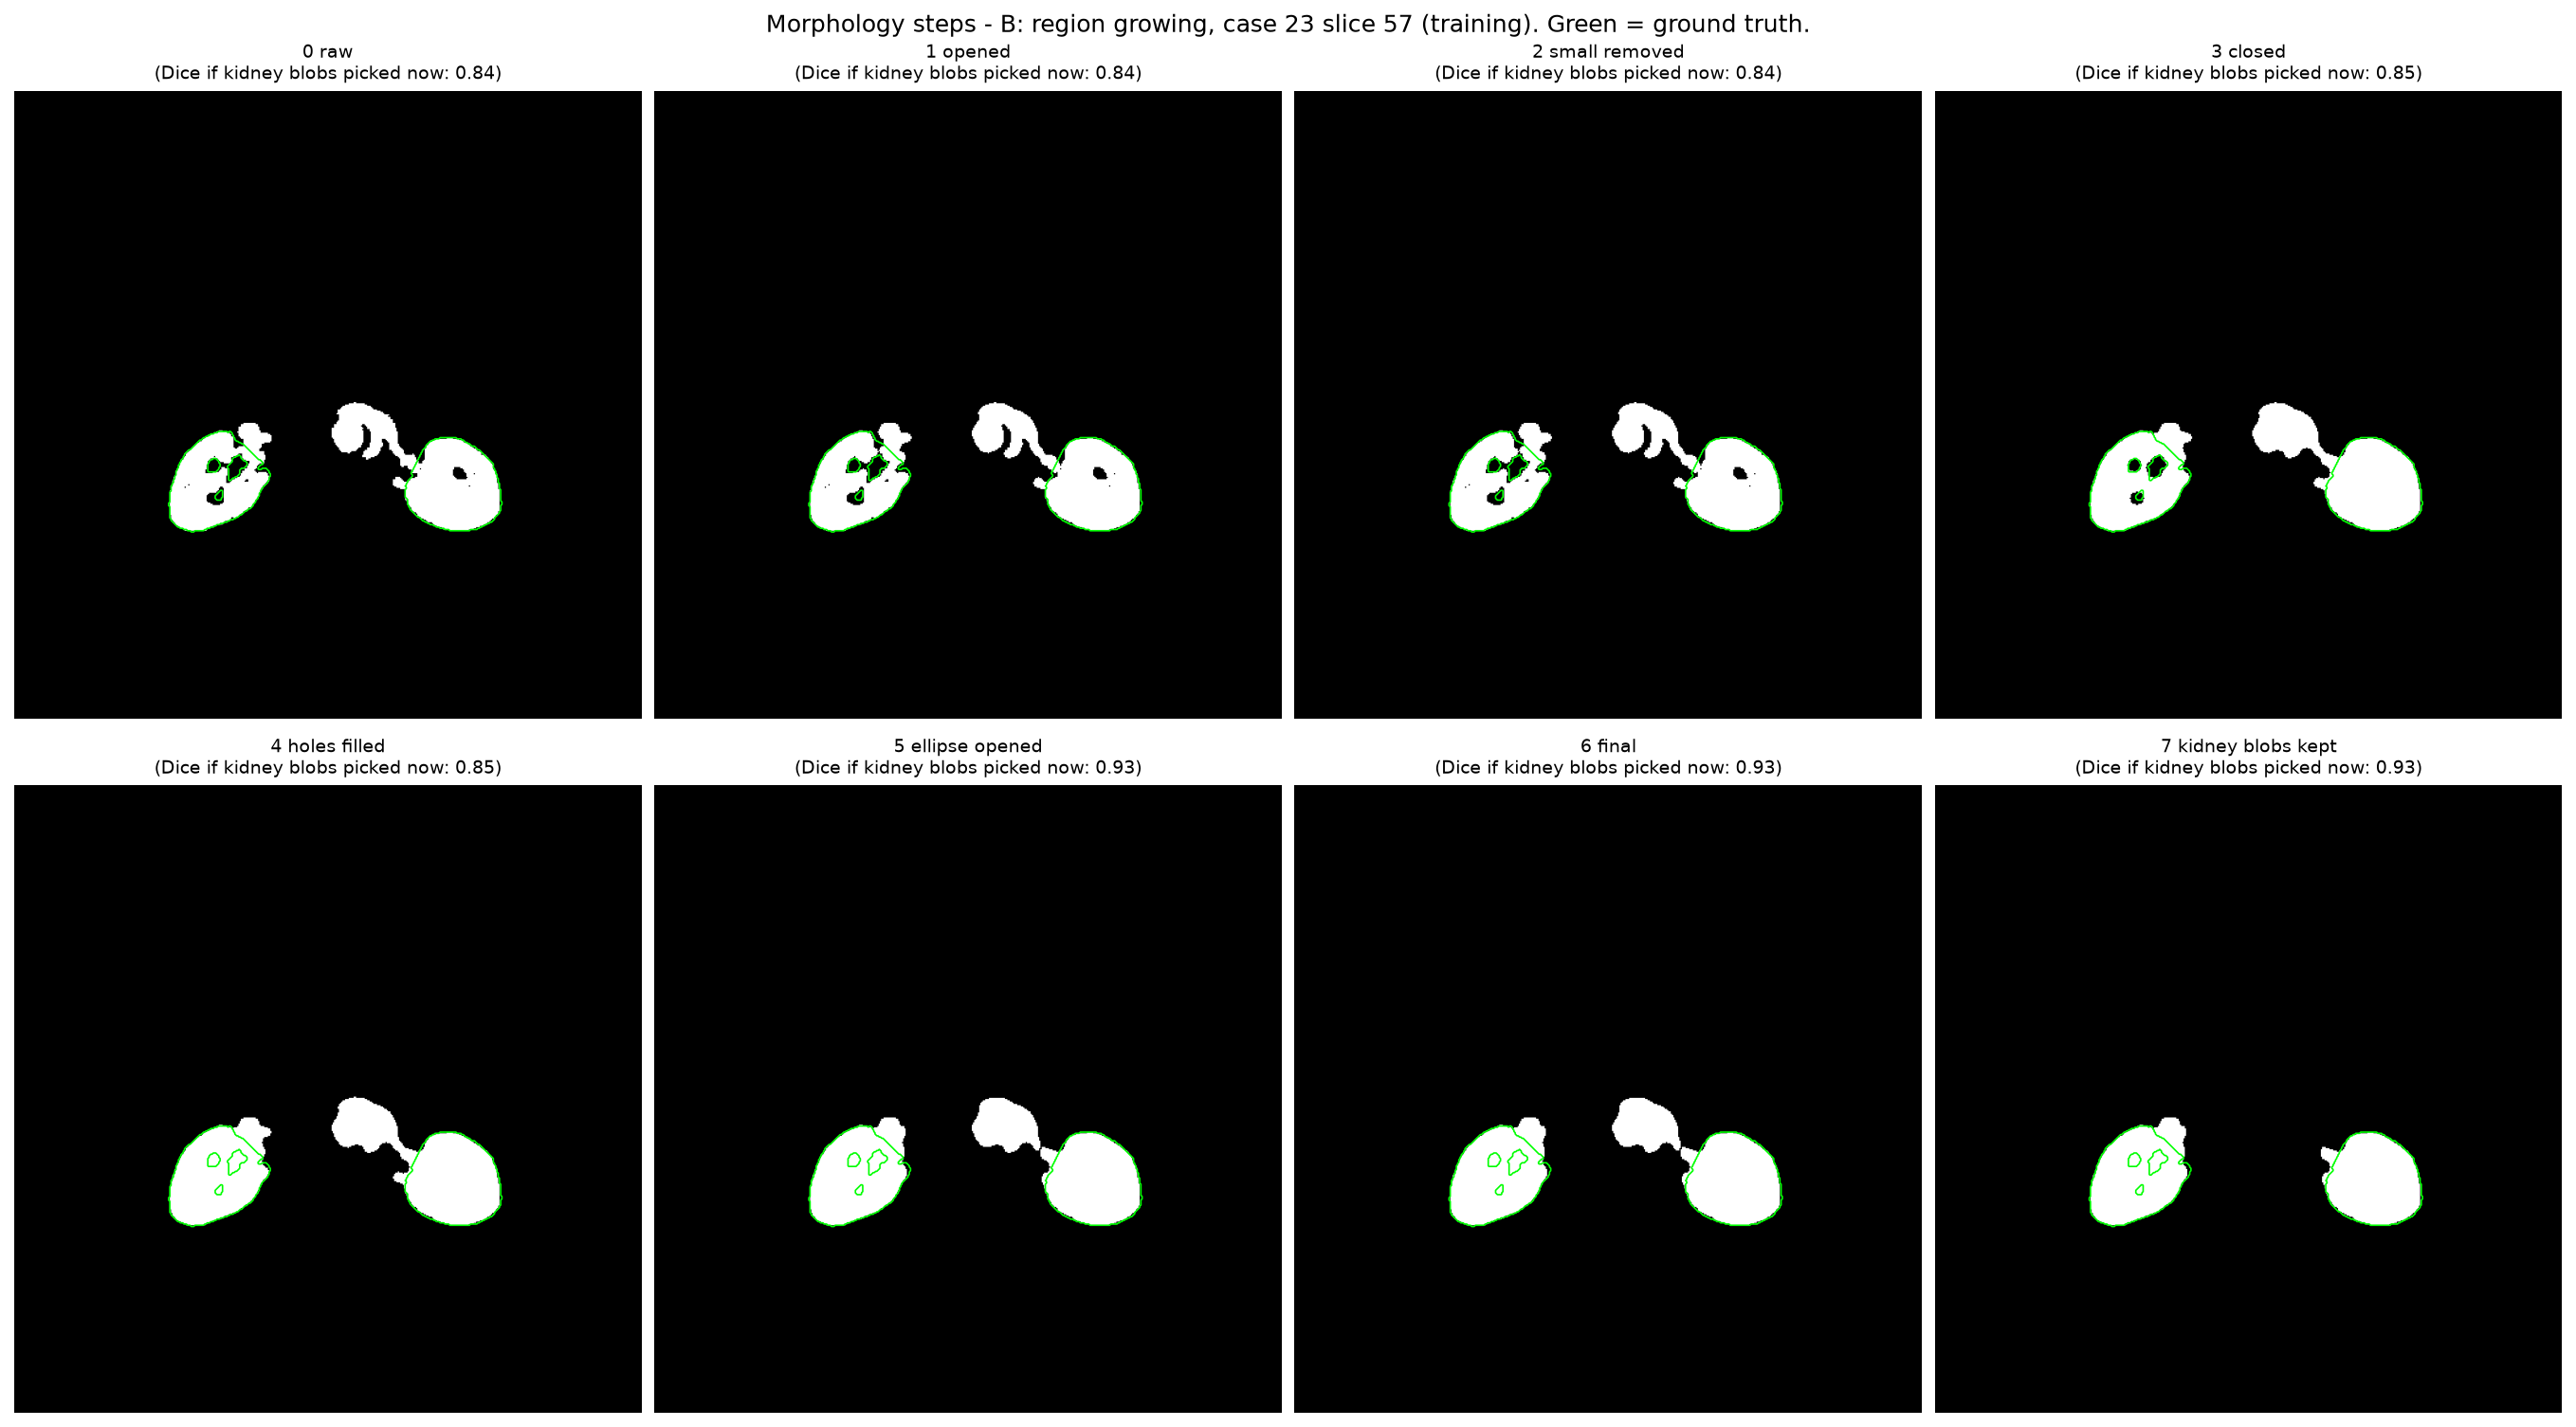 Morphology steps - B: region growing, case 23 slice 57 (training). Green = ground truth.
0 raw
(Dice if kidney blobs picked now: 0.84)
1 opened
(Dice if kidney blobs picked now: 0.84)
2 small removed
(Dice if kidney blobs picked now: 0.84)
3 closed
(Dice if kidney blobs picked now: 0.85)
4 holes filled
(Dice if kidney blobs picked now: 0.85)
5 ellipse opened
(Dice if kidney blobs picked now: 0.93)
6 final
(Dice if kidney blobs picked now: 0.93)
7 kidney blobs kept
(Dice if kidney blobs picked now: 0.93)